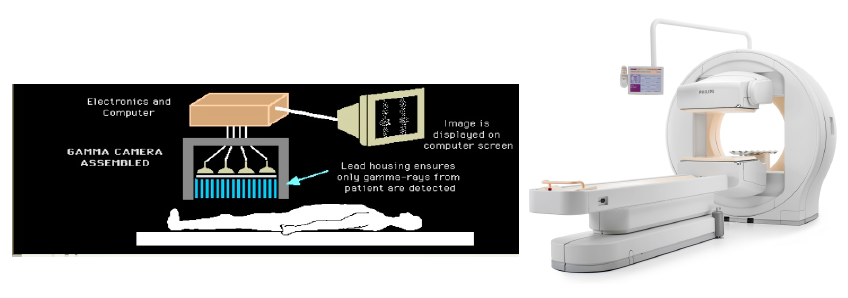 Electronics and
Computer
GAMMA CAMERA
ASSEMBLED
Image is
displayed on
computer screen
Lead housing ensures
only gamma-rays from
patient are detected
PHILIPS